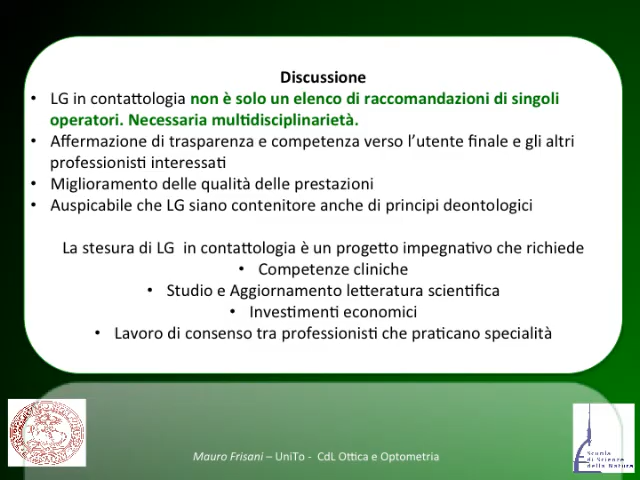 Discussione
• LG in contattologia non è solo un elenco di raccomandazioni di singoli
operatori. Necessaria multidisciplinarietà.
• Affermazione di trasparenza e competenza verso l'utente finale e gli altri
professionisti interessati
• Miglioramento delle qualità delle prestazioni
• Auspicabile che LG siano contenitore anche di principi deontologici
La stesura di LG in contattologia è un progetto impegnativo che richiede
• Competenze cliniche
• Studio e Aggiornamento letteratura scientifica
• Investimenti economici
• Lavoro di consenso tra professionisti che praticano specialità
Mauro Frisani – UniTo - CdL Ottica e Optometria
Scuola
di Scienze
della Natura